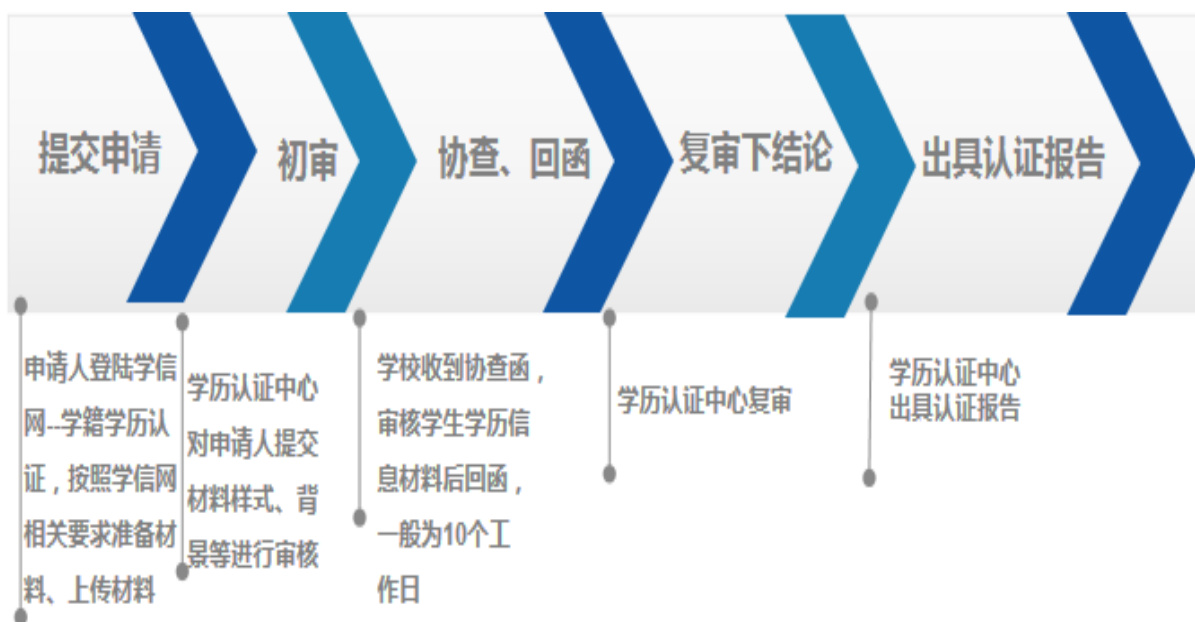 提交申请
初审
协查、回函
复审下结论
出具认证报告
申请人登陆学信
网--学籍学历认
证，按照学信网
相关要求准备材
料、上传材料
学历认证中心
对申请人提交
材料样式、背
景等进行审核
学校收到协查函，
审核学生学历信
息材料后回函，
一般为10个工
作日
学历认证中心复审
学历认证中心
出具认证报告